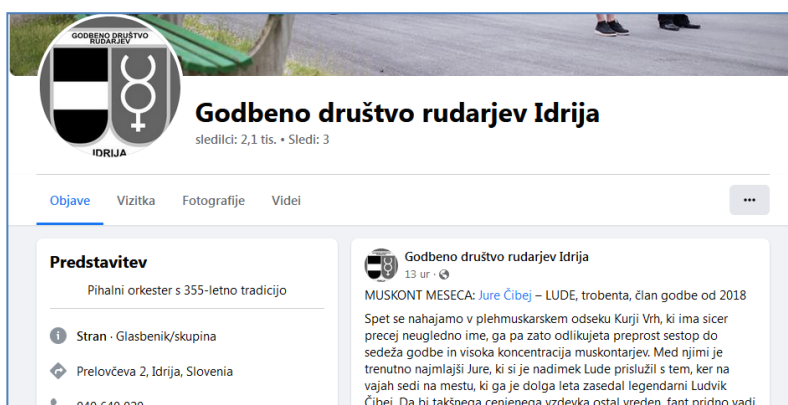 GODBENO DRUŠTVO
RUDARJEV
IDRIJA
Godbeno društvo rudarjev Idrija
sledilci: 2,1 tis. • Sledi: 3
Objave Vizitka Fotografije Videi
Predstavitev
Pihalni orkester s 355-letno tradicijo
Stran · Glasbenik/skupina
Prelovčeva 2, Idrija, Slovenia
040 640 020
Godbeno društvo rudarjev Idrija
13 ur ·
MUSKONT MESECA: Jure Čibej – LUDE, trobenta, član godbe od 2018
Spet se nahajamo v plehmuskarskem odseku Kurji Vrh, ki ima sicer
precej neugledno ime, ga pa zato odlikujeta preprost sestop do
sedeža godbe in visoka koncentracija muskontarjev. Med njimi je
trenutno najmlajši Jure, ki si je nadimek Lude prislužil s tem, ker na
vajah sedi na mestu, ki ga je dolga leta zasedal legendarni Ludvik
Čibej. Da bi takšnega cenjenega vzdevka ostal vreden, fant pridno vadi